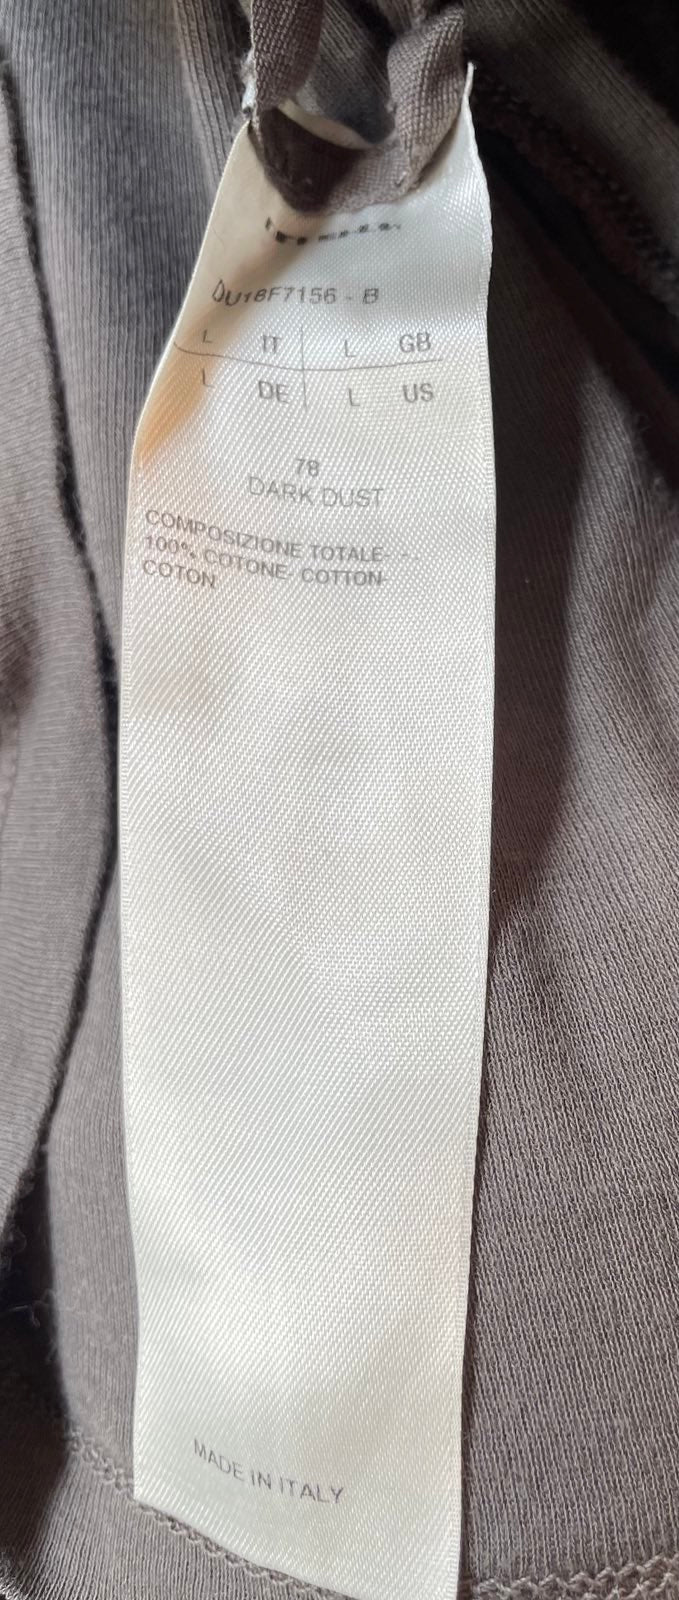 DU18F7156 - B
L IT L GB
L DE L US
78
DARK DUST
COMPOSIZIONE TOTALE- - -
100% COTONE- COTTON-
COTON
MADE IN ITALY